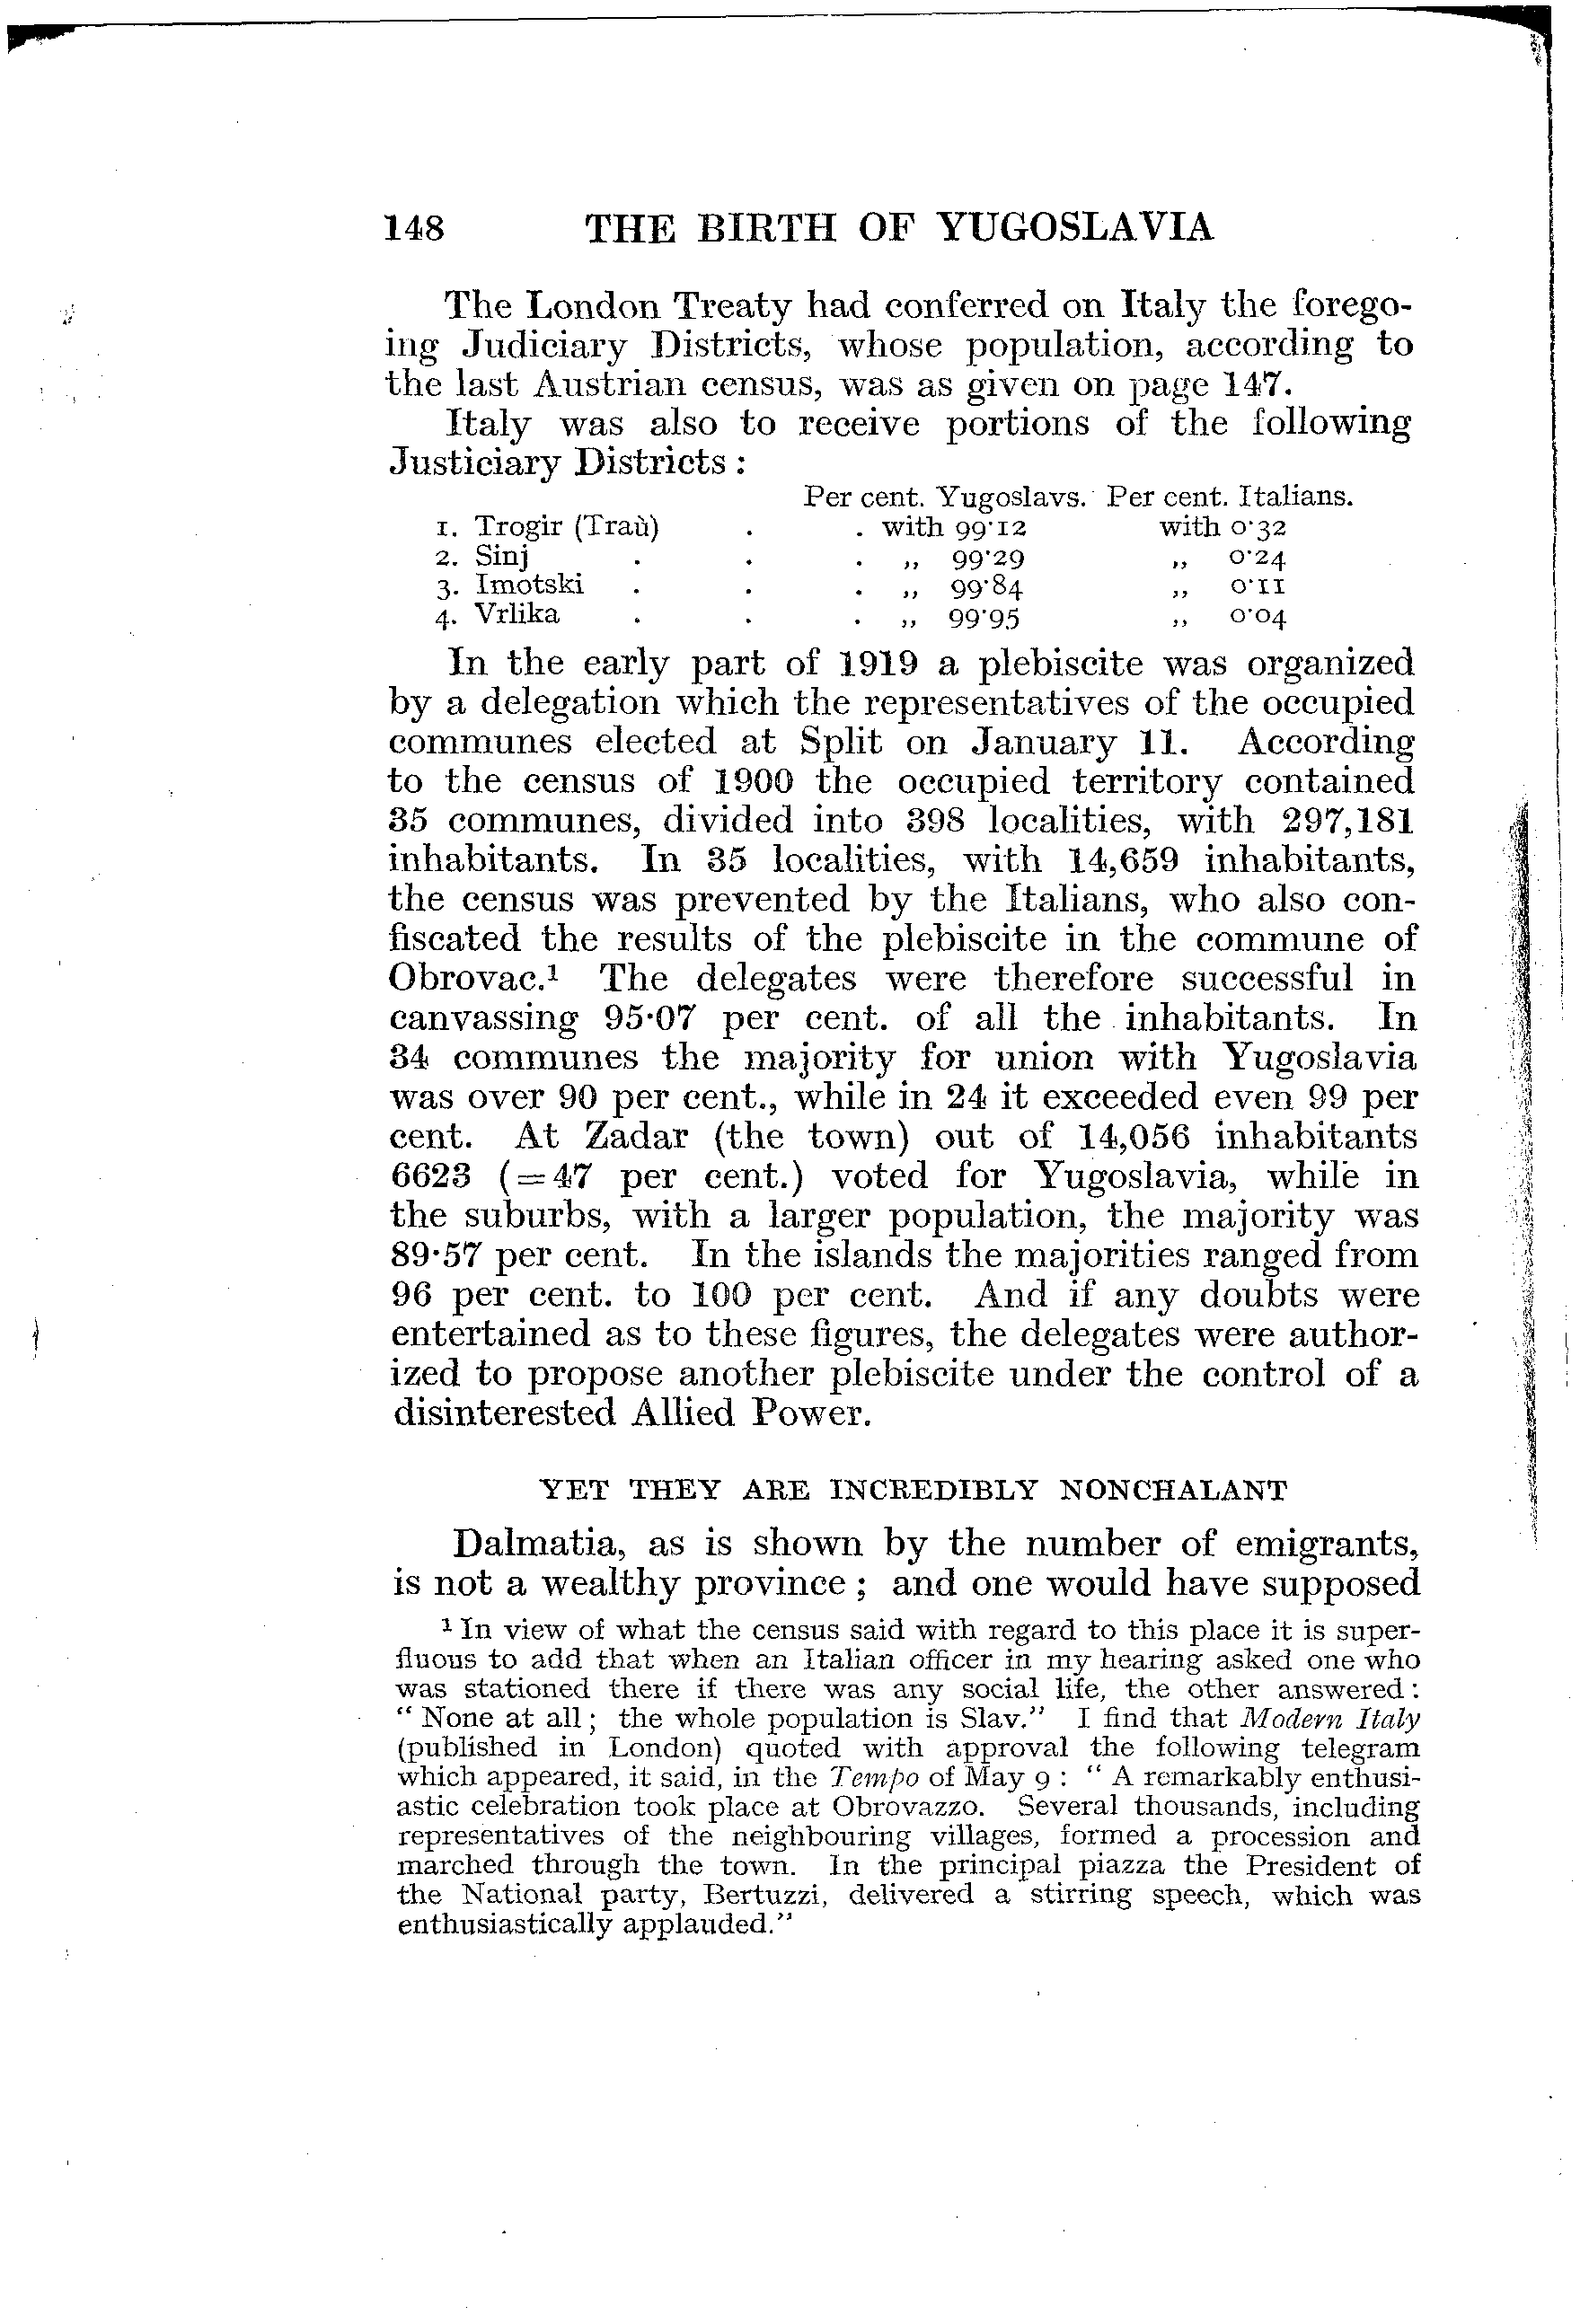 148 THE BIRTH OF YUGOSLAVIA
The London Treaty had conferred on Italy the forego-
ing Judiciary Districts, whose population, according to
the last Austrian census, was as given on page 147.
Italy was also to receive portions of the following
Justiciary Districts :
Per cent. Yugoslavs. Per cent. Italians.
1. Trogir (Traù) . . with 99·12 with 0·32
2. Sinj . . . ,, 99·29 ,, 0·24
3. Imotski . . . ,, 99·84 ,, 0·11
4. Vrlika . . . ,, 99·95 ,, 0·04
In the early part of 1919 a plebiscite was organized
by a delegation which the representatives of the occupied
communes elected at Split on January 11. According
to the census of 1900 the occupied territory contained
35 communes, divided into 398 localities, with 297,181
inhabitants. In 35 localities, with 14,659 inhabitants,
the census was prevented by the Italians, who also con-
fiscated the results of the plebiscite in the commune of
Obrovac.¹ The delegates were therefore successful in
canvassing 95·07 per cent. of all the inhabitants. In
34 communes the majority for union with Yugoslavia
was over 90 per cent., while in 24 it exceeded even 99 per
cent. At Zadar (the town) out of 14,056 inhabitants
6623 (=47 per cent.) voted for Yugoslavia, while in
the suburbs, with a larger population, the majority was
89·57 per cent. In the islands the majorities ranged from
96 per cent. to 100 per cent. And if any doubts were
entertained as to these figures, the delegates were author-
ized to propose another plebiscite under the control of a
disinterested Allied Power.
YET THEY ARE INCREDIBLY NONCHALANT
Dalmatia, as is shown by the number of emigrants,
is not a wealthy province ; and one would have supposed
¹ In view of what the census said with regard to this place it is super-
fluous to add that when an Italian officer in my hearing asked one who
was stationed there if there was any social life, the other answered :
" None at all ; the whole population is Slav." I find that Modern Italy
(published in London) quoted with approval the following telegram
which appeared, it said, in the Tempo of May 9 : " A remarkably enthusi-
astic celebration took place at Obrovazzo. Several thousands, including
representatives of the neighbouring villages, formed a procession and
marched through the town. In the principal piazza the President of
the National party, Bertuzzi, delivered a stirring speech, which was
enthusiastically applauded."